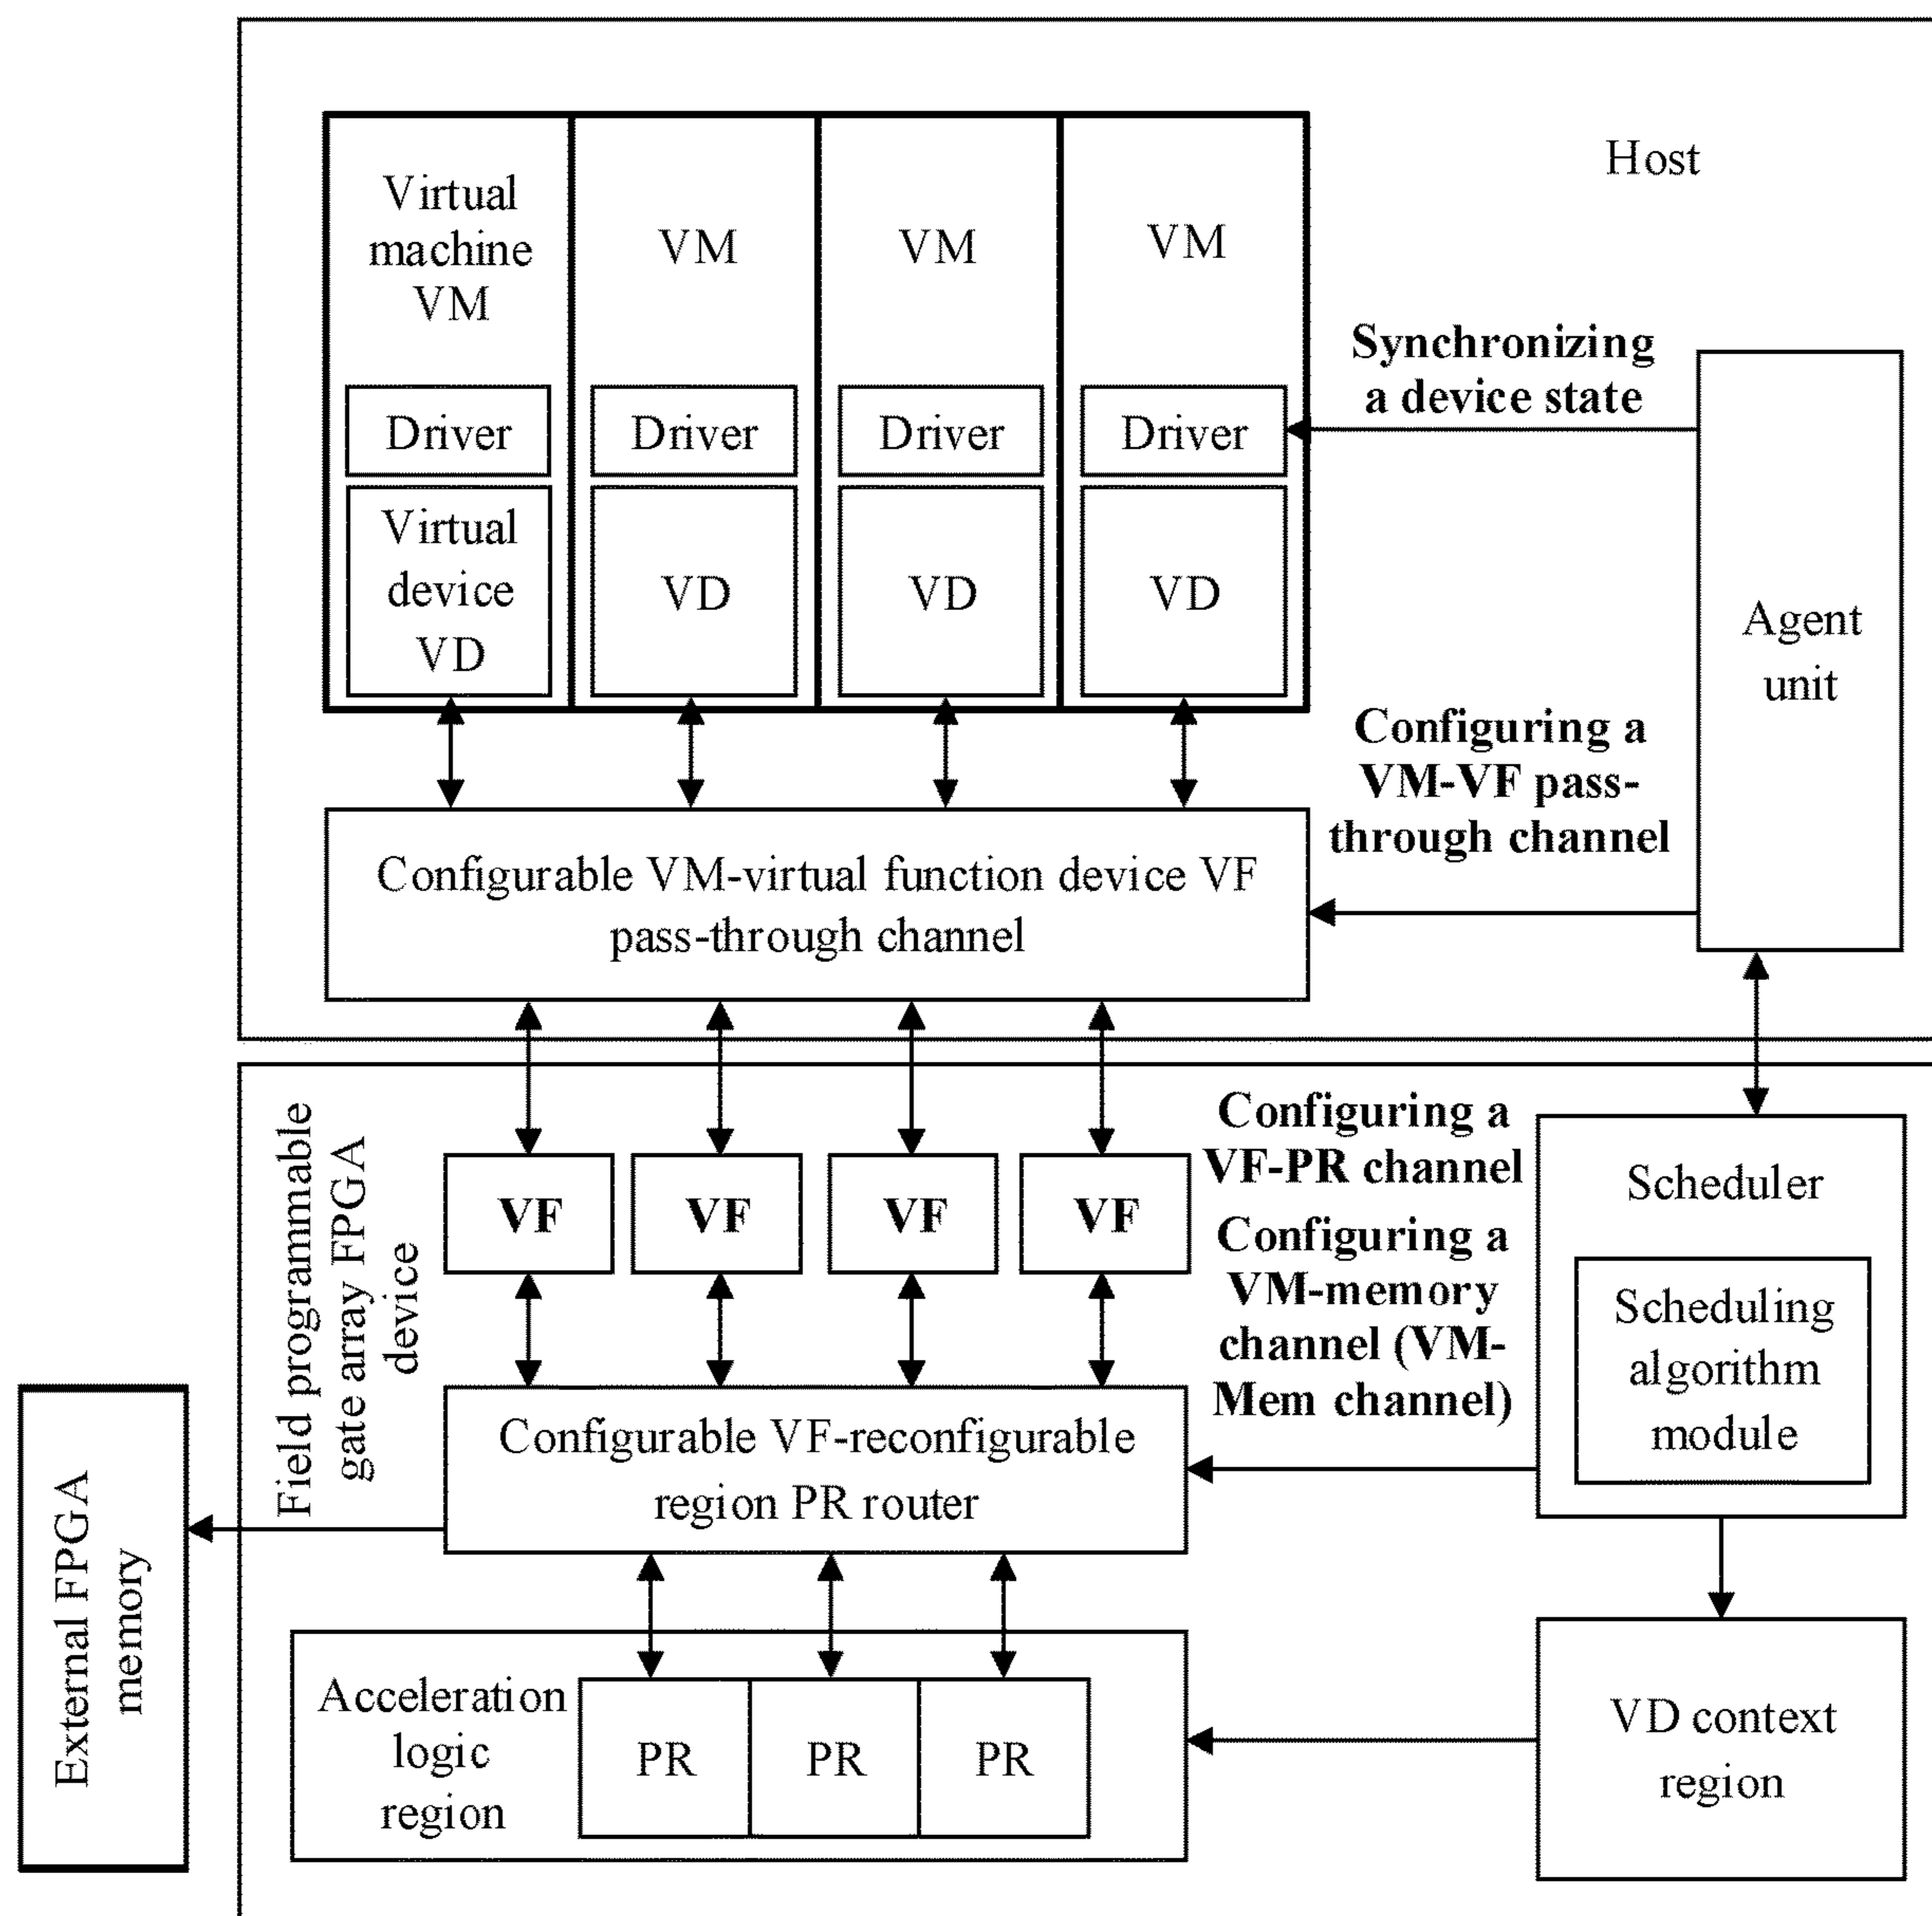 Host
Virtual
machine
VM
VM
VM
VM
Driver
Driver
Driver
Driver
Virtual
device
VD
VD
VD
VD
Synchronizing
a device state
Agent
unit
Configuring a
VM-VF pass-
through channel
Configurable VM-virtual function device VF
pass-through channel
Field programmable
gate array FPGA
device
VF
VF
VF
VF
Configuring a
VF-PR channel
Configuring a
VM-memory
channel (VM-
Mem channel)
Scheduler
Scheduling
algorithm
module
Configurable VF-reconfigurable
region PR router
External FPGA
memory
Acceleration
logic
region
PR
PR
PR
VD context
region